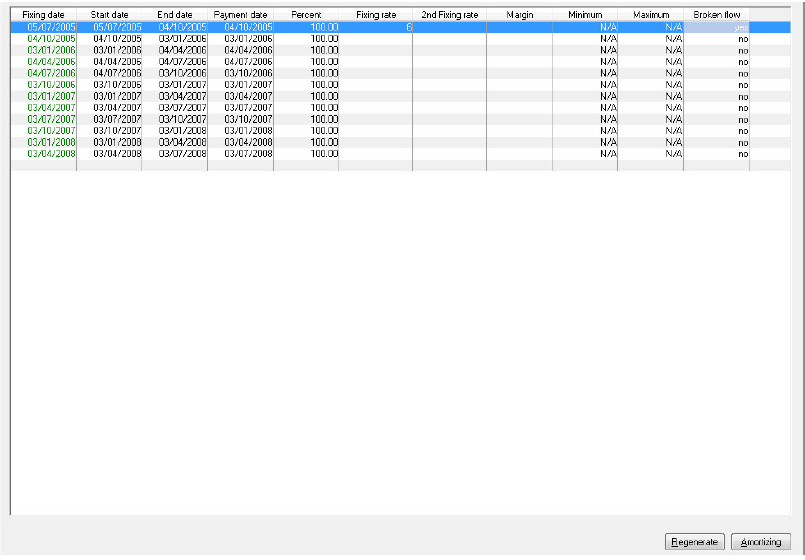 Fixing date Start date End date Payment date Percent Fixing rate 2nd Fixing rate Margin Minimum Maximum Broken flow
05/07/2005 05/07/2005 04/10/2005 04/10/2005 100.00 6 N/A N/A yes
04/10/2005 04/10/2005 03/01/2006 03/01/2006 100.00 N/A N/A no
03/01/2006 03/01/2006 04/04/2006 04/04/2006 100.00 N/A N/A no
04/04/2006 04/04/2006 04/07/2006 04/07/2006 100.00 N/A N/A no
04/07/2006 04/07/2006 03/10/2006 03/10/2006 100.00 N/A N/A no
03/10/2006 03/10/2006 03/01/2007 03/01/2007 100.00 N/A N/A no
03/01/2007 03/01/2007 03/04/2007 03/04/2007 100.00 N/A N/A no
03/04/2007 03/04/2007 03/07/2007 03/07/2007 100.00 N/A N/A no
03/07/2007 03/07/2007 03/10/2007 03/10/2007 100.00 N/A N/A no
03/10/2007 03/10/2007 03/01/2008 03/01/2008 100.00 N/A N/A no
03/01/2008 03/01/2008 03/04/2008 03/04/2008 100.00 N/A N/A no
03/04/2008 03/04/2008 03/07/2008 03/07/2008 100.00 N/A N/A no
Regenerate Amortizing